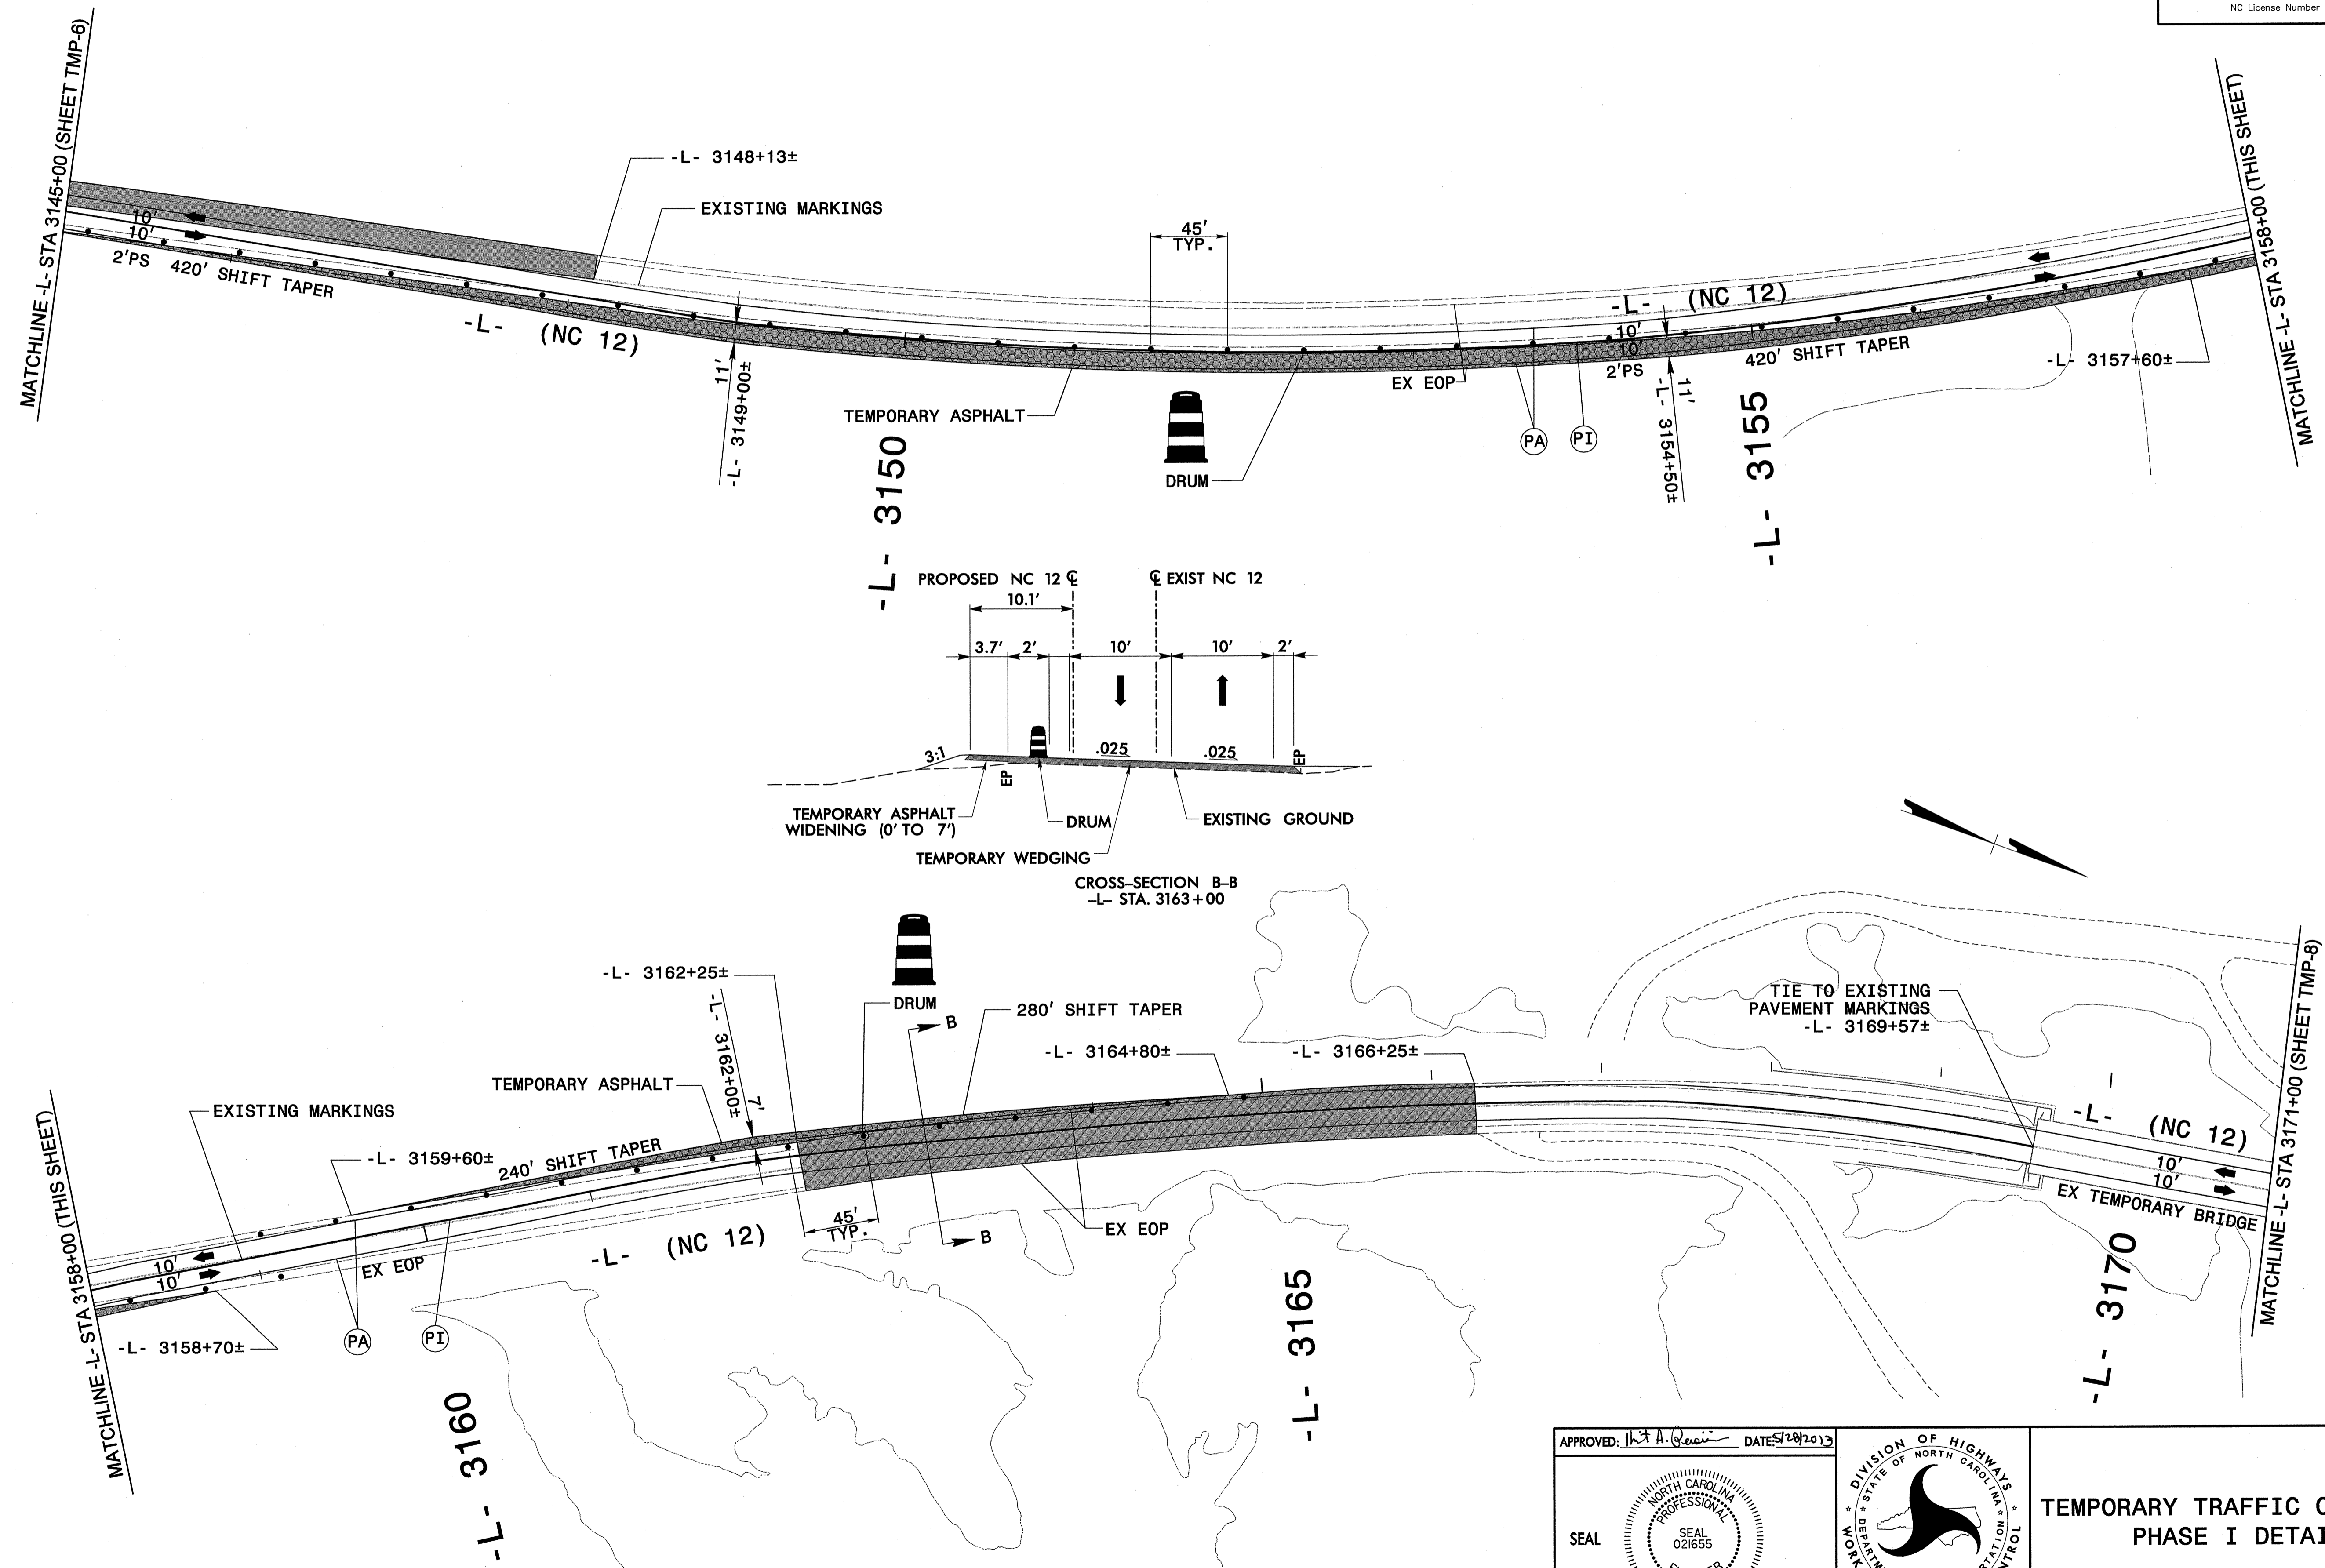 NC License Number
MATCHLINE -L- STA 3145+00 (SHEET TMP-6)
-L- 3148+13±
EXISTING MARKINGS
10'
10'
2'PS
420' SHIFT TAPER
-L- (NC 12)
11'
-L- 3149+00±
45'
TYP.
TEMPORARY ASPHALT
DRUM
EX EOP
-L- (NC 12)
10'
10'
2'PS
420' SHIFT TAPER
PA
PI
11'
-L- 3154+50±
-L- 3157+60±
MATCHLINE -L- STA 3158+00 (THIS SHEET)
-L- 3150
-L- 3155
PROPOSED NC 12 ℄
℄ EXIST NC 12
10.1'
3.7'
2'
10'
10'
2'
3:1
.025
.025
EP
EP
TEMPORARY ASPHALT
WIDENING (0' TO 7')
DRUM
EXISTING GROUND
TEMPORARY WEDGING
CROSS-SECTION B-B
-L- STA. 3163+00
MATCHLINE -L- STA 3158+00 (THIS SHEET)
-L- 3162+25±
-L- 3162+00±
7'
DRUM
B
280' SHIFT TAPER
-L- 3164+80±
-L- 3166+25±
TIE TO EXISTING
PAVEMENT MARKINGS
-L- 3169+57±
TEMPORARY ASPHALT
EXISTING MARKINGS
-L- 3159+60±
240' SHIFT TAPER
10'
10'
EX EOP
-L- (NC 12)
45'
TYP.
B
EX EOP
-L- 3158+70±
PA
PI
-L- (NC 12)
10'
10'
EX TEMPORARY BRIDGE
MATCHLINE -L- STA 3171+00 (SHEET TMP-8)
-L- 3160
-L- 3165
-L- 3170
APPROVED:
DATE: 5/28/2013
SEAL
NORTH CAROLINA
PROFESSIONAL
SEAL
021655
DIVISION OF HIGHWAYS
STATE OF NORTH CAROLINA
TEMPORARY TRAFFIC
PHASE I